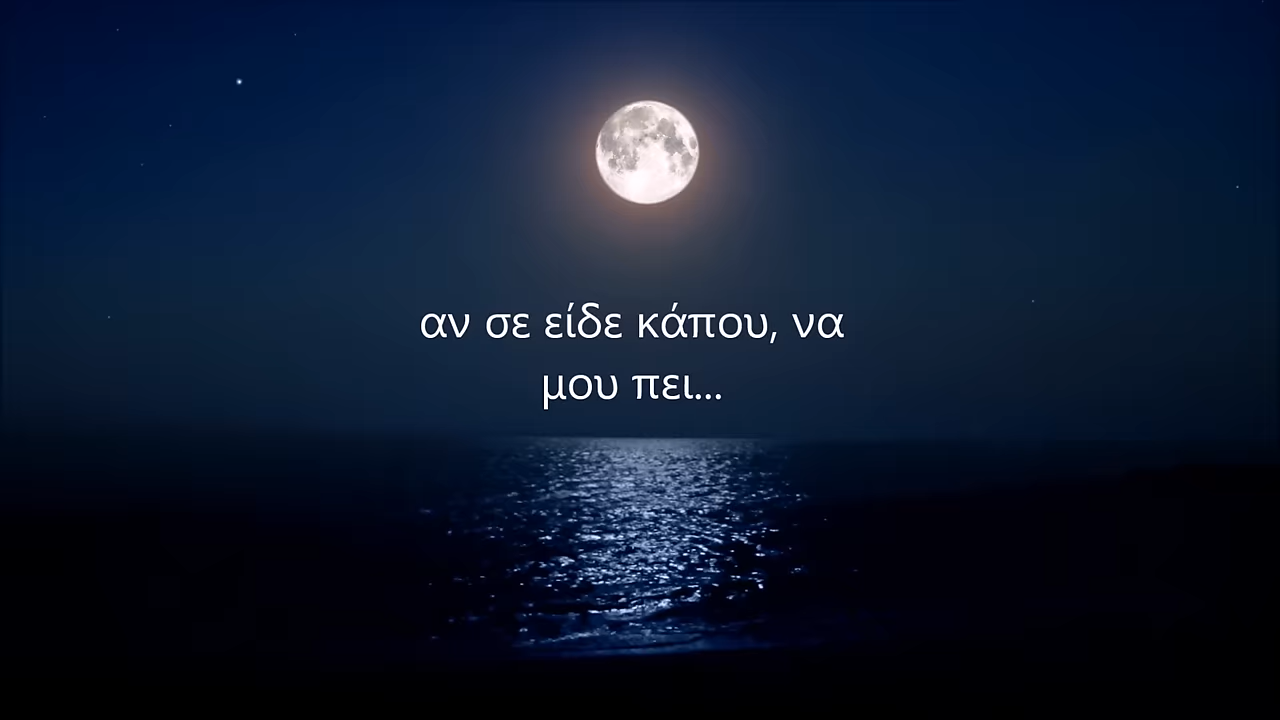 αν σε είδε κάπου, να
μου πει...